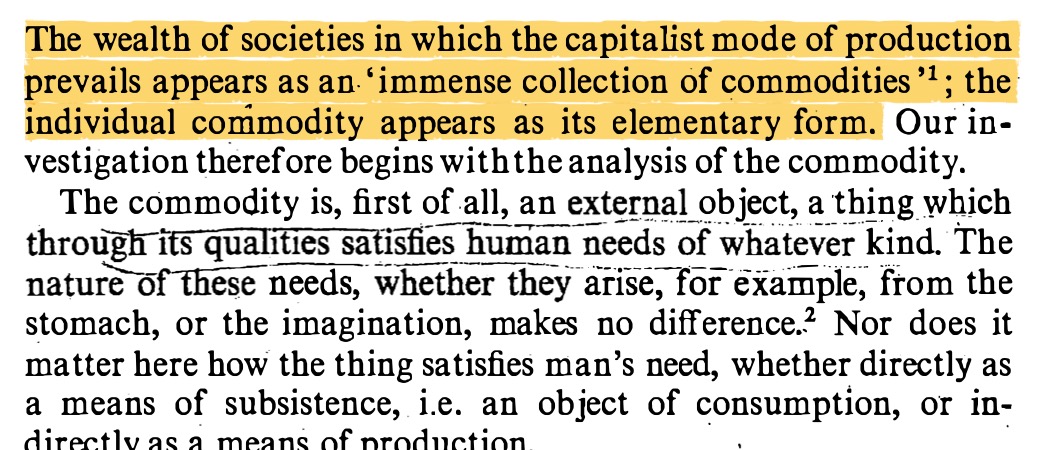 The wealth of societies in which the capitalist mode of production
prevails appears as an ‘immense collection of commodities’¹; the
individual commodity appears as its elementary form. Our in-
vestigation therefore begins with the analysis of the commodity.
The commodity is, first of all, an external object, a thing which
through its qualities satisfies human needs of whatever kind. The
nature of these needs, whether they arise, for example, from the
stomach, or the imagination, makes no difference.² Nor does it
matter here how the thing satisfies man’s need, whether directly as
a means of subsistence, i.e. an object of consumption, or in-
directly as a means of production.